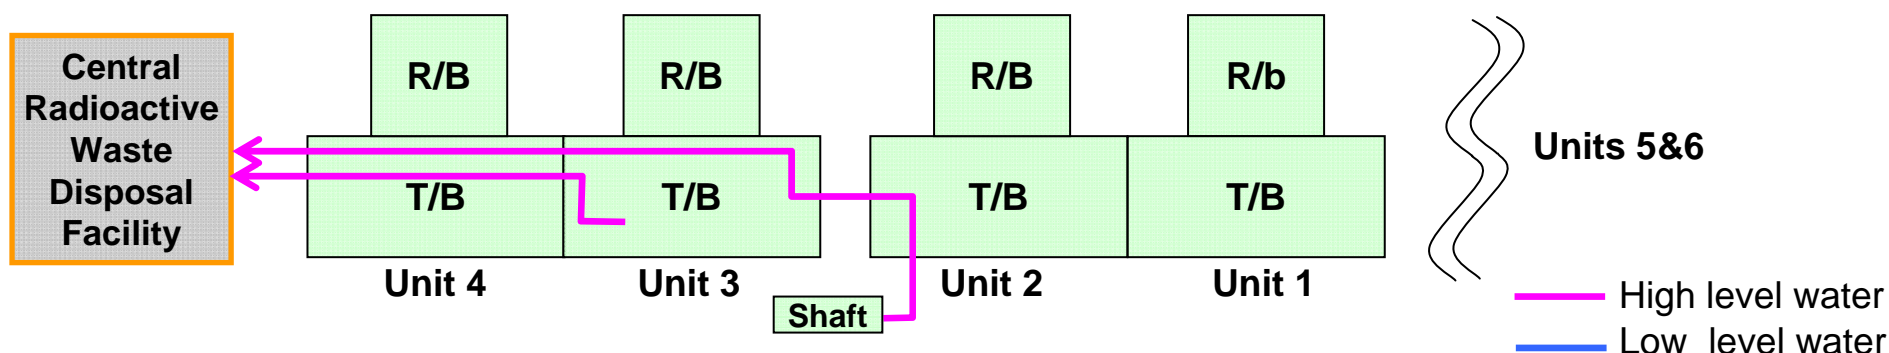 Central
Radioactive
Waste
Disposal
Facility
R/B
R/B
R/B
R/b
T/B
T/B
T/B
T/B
Unit 4
Unit 3
Unit 2
Unit 1
Shaft
Units 5&6
High level water
Low level water